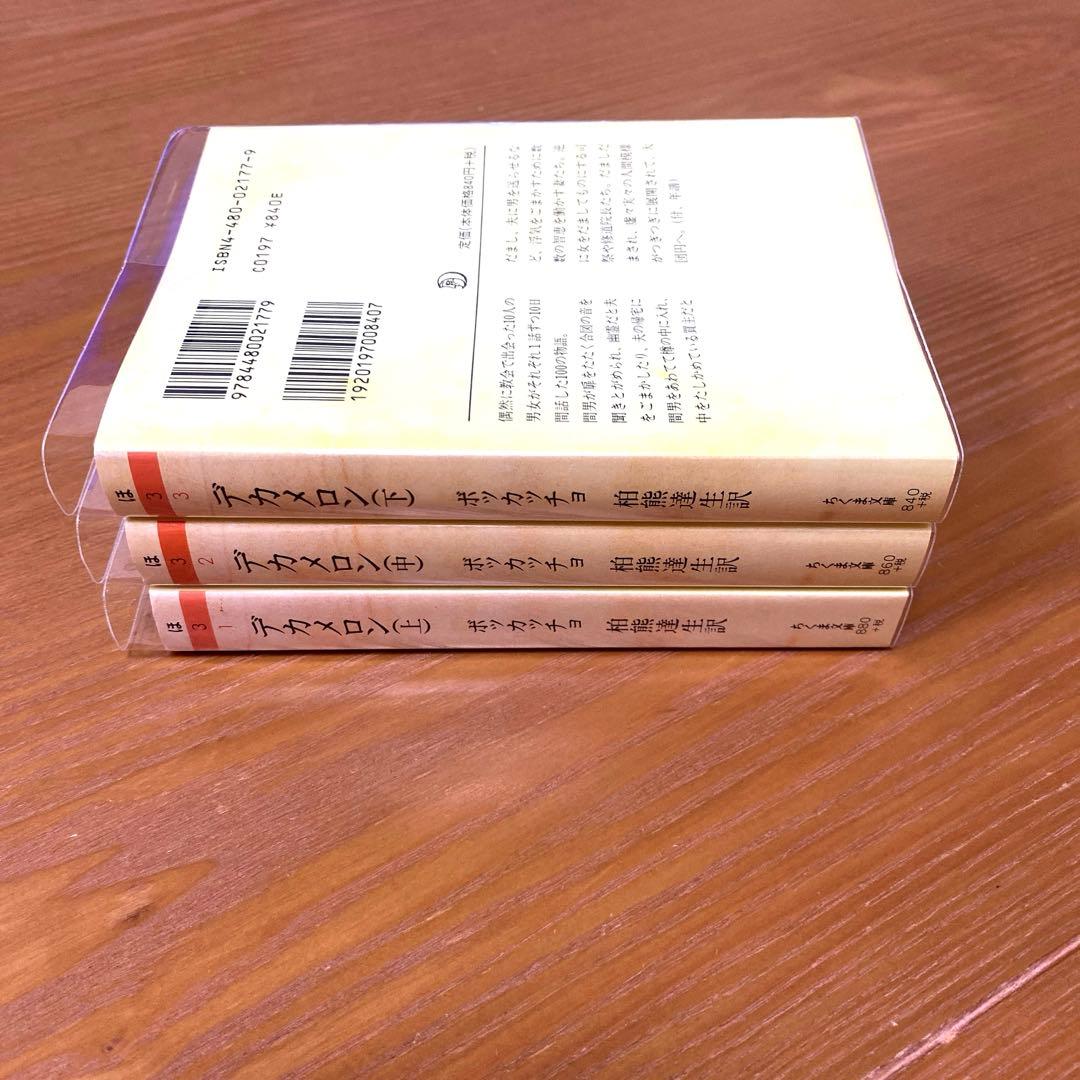 ISBN4-480-02177-9
C0197 ¥840E
定価(本体価格840円+税)
9784480021779
1920197008407
偶然に教会で出会った10人の
男女がそれぞれ1話ずつ10日
間話した100の物語。
間男が扉をたたく合図の音を
聞きとがめられ、幽霊だと夫
をごまかしたり、夫の帰宅に
間男をあわてて樽の中に入れ、
中をたしかめている買主だと
だまし、夫に男を送らせるな
ど、浮気をごまかすために数
数の智恵を働かす妻たち。逆
に女をだましてものにする司
祭や修道院長たち。だましだ
まされ、虚々実々の人間模様
がつぎつぎに展開されて、大
団円へ。(付、年譜)
ほ 3 3 デカメロン(下) ボッカッチョ 柏熊達生訳 ちくま文庫 840 +税
ほ 3 2 デカメロン(中) ボッカッチョ 柏熊達生訳 ちくま文庫 860 +税
ほ 3 1 デカメロン(上) ボッカッチョ 柏熊達生訳 ちくま文庫 880 +税